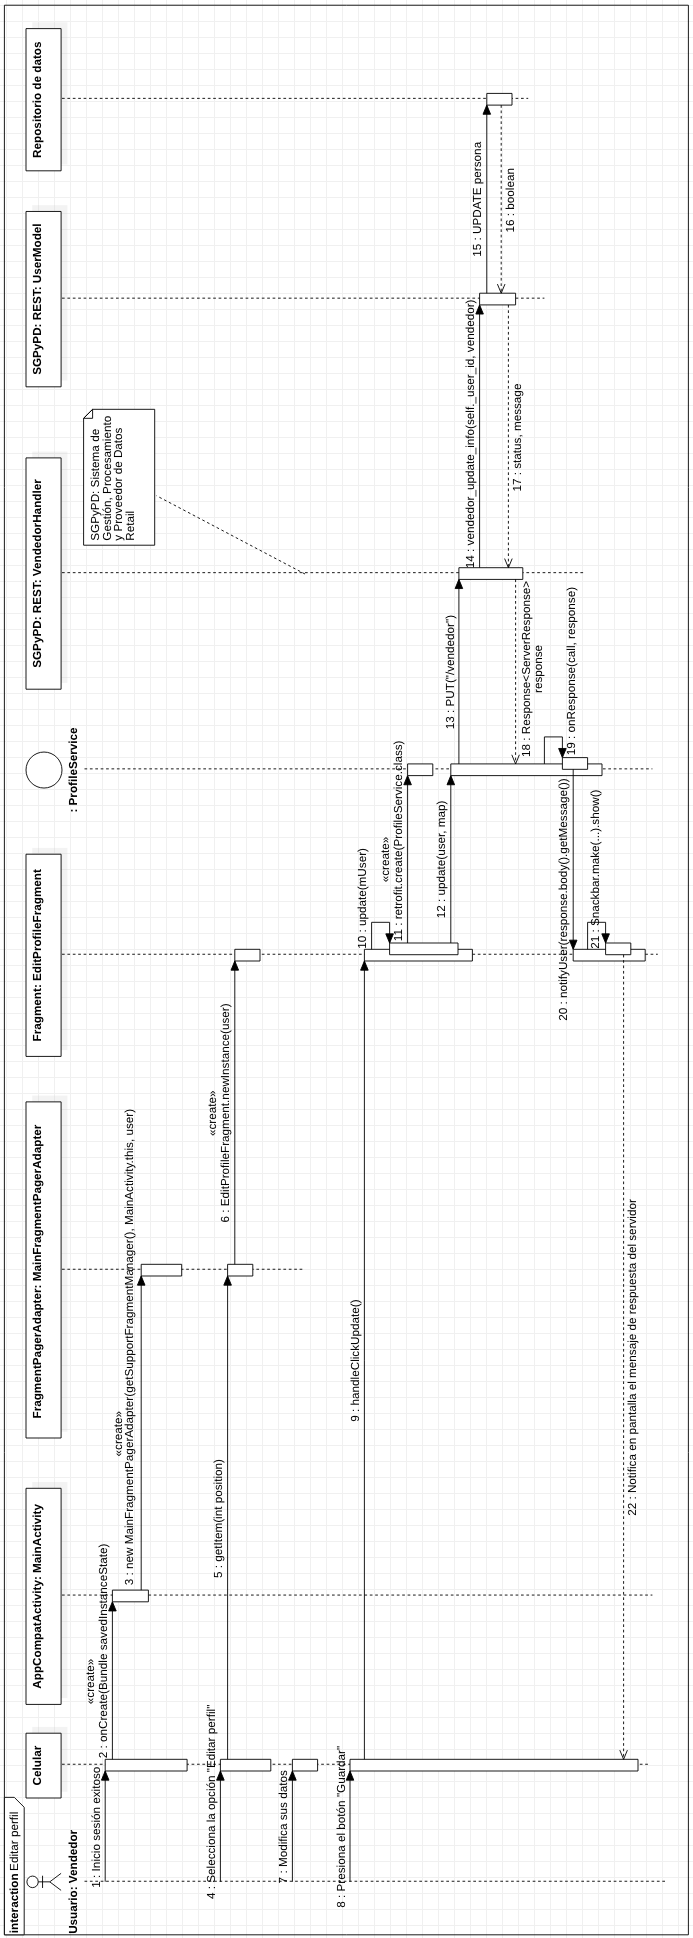 interaction Editar perfil
Usuario: Vendedor
Celular
AppCompatActivity: MainActivity
FragmentPagerAdapter: MainFragmentPagerAdapter
Fragment: EditProfileFragment
: ProfileService
SGPyPD: REST: VendedorHandler
SGPyPD: REST: UserModel
Repositorio de datos
SGPyPD: Sistema de
Gestión, Procesamiento
y Proveedor de Datos
Retail
1 : Inicio sesión exitoso
«create»
2 : onCreate(Bundle savedInstanceState)
«create»
3 : new MainFragmentPagerAdapter(getSupportFragmentManager(), MainActivity.this, user)
4 : Selecciona la opción "Editar perfil"
5 : getItem(int position)
«create»
6 : EditProfileFragment.newInstance(user)
7 : Modifica sus datos
8 : Presiona el botón "Guardar"
9 : handleClickUpdate()
10 : update(mUser)
«create»
11 : retrofit.create(ProfileService.class)
12 : update(user, map)
13 : PUT("/vendedor")
14 : vendedor_update_info(self._user_id, vendedor)
15 : UPDATE persona
16 : boolean
17 : status, message
18 : Response<ServerResponse>
response
19 : onResponse(call, response)
20 : notifyUser(response.body().getMessage())
21 : Snackbar.make(...).show()
22 : Notifica en pantalla el mensaje de respuesta del servidor